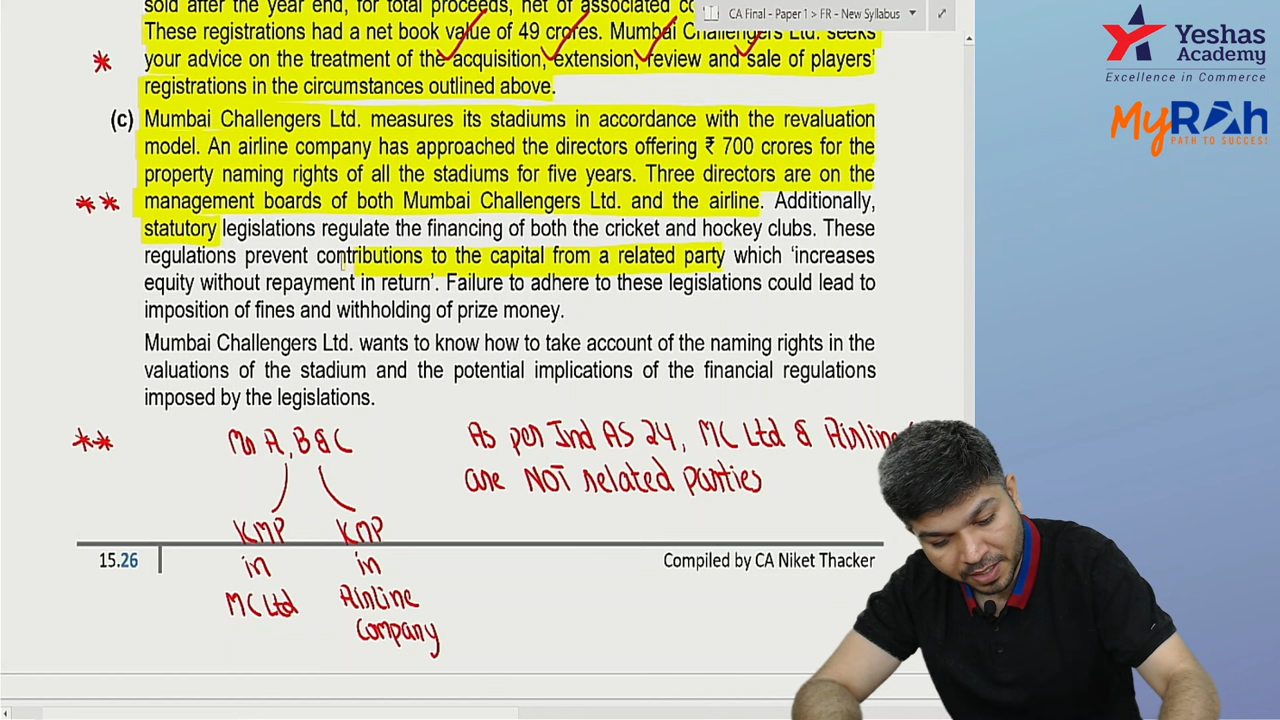 sold after the year end, for total proceeds, net of associated
CA Final - Paper 1 > FR - New Syllabus
These registrations had a net book value of 49 crores. Mumbai Challengers Ltd. seeks
your advice on the treatment of the acquisition, extension, review and sale of players'
registrations in the circumstances outlined above.
(c) Mumbai Challengers Ltd. measures its stadiums in accordance with the revaluation
model. An airline company has approached the directors offering ₹ 700 crores for the
property naming rights of all the stadiums for five years. Three directors are on the
management boards of both Mumbai Challengers Ltd. and the airline. Additionally,
statutory legislations regulate the financing of both the cricket and hockey clubs. These
regulations prevent contributions to the capital from a related party which 'increases
equity without repayment in return'. Failure to adhere to these legislations could lead to
imposition of fines and withholding of prize money.
Mumbai Challengers Ltd. wants to know how to take account of the naming rights in the
valuations of the stadium and the potential implications of the financial regulations
imposed by the legislations.
** Mr A, B & C
As per Ind AS 24, MC Ltd & Airline
are NOT related parties
KMP KMP
in in
MC Ltd Airline
Company
15.26
Compiled by CA Niket Thacker
Yeshas
Academy
Excellence in Commerce
MyRAh
PATH TO SUCCESS!